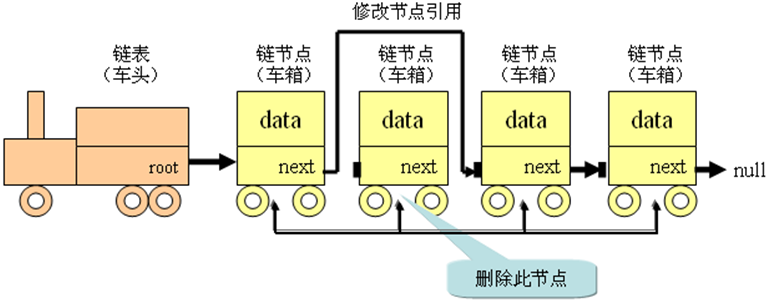 修改节点引用
链表
（车头）
链节点
（车箱）
链节点
（车箱）
链节点
（车箱）
链节点
（车箱）
data
data
data
data
root
next
next
next
next
null
删除此节点